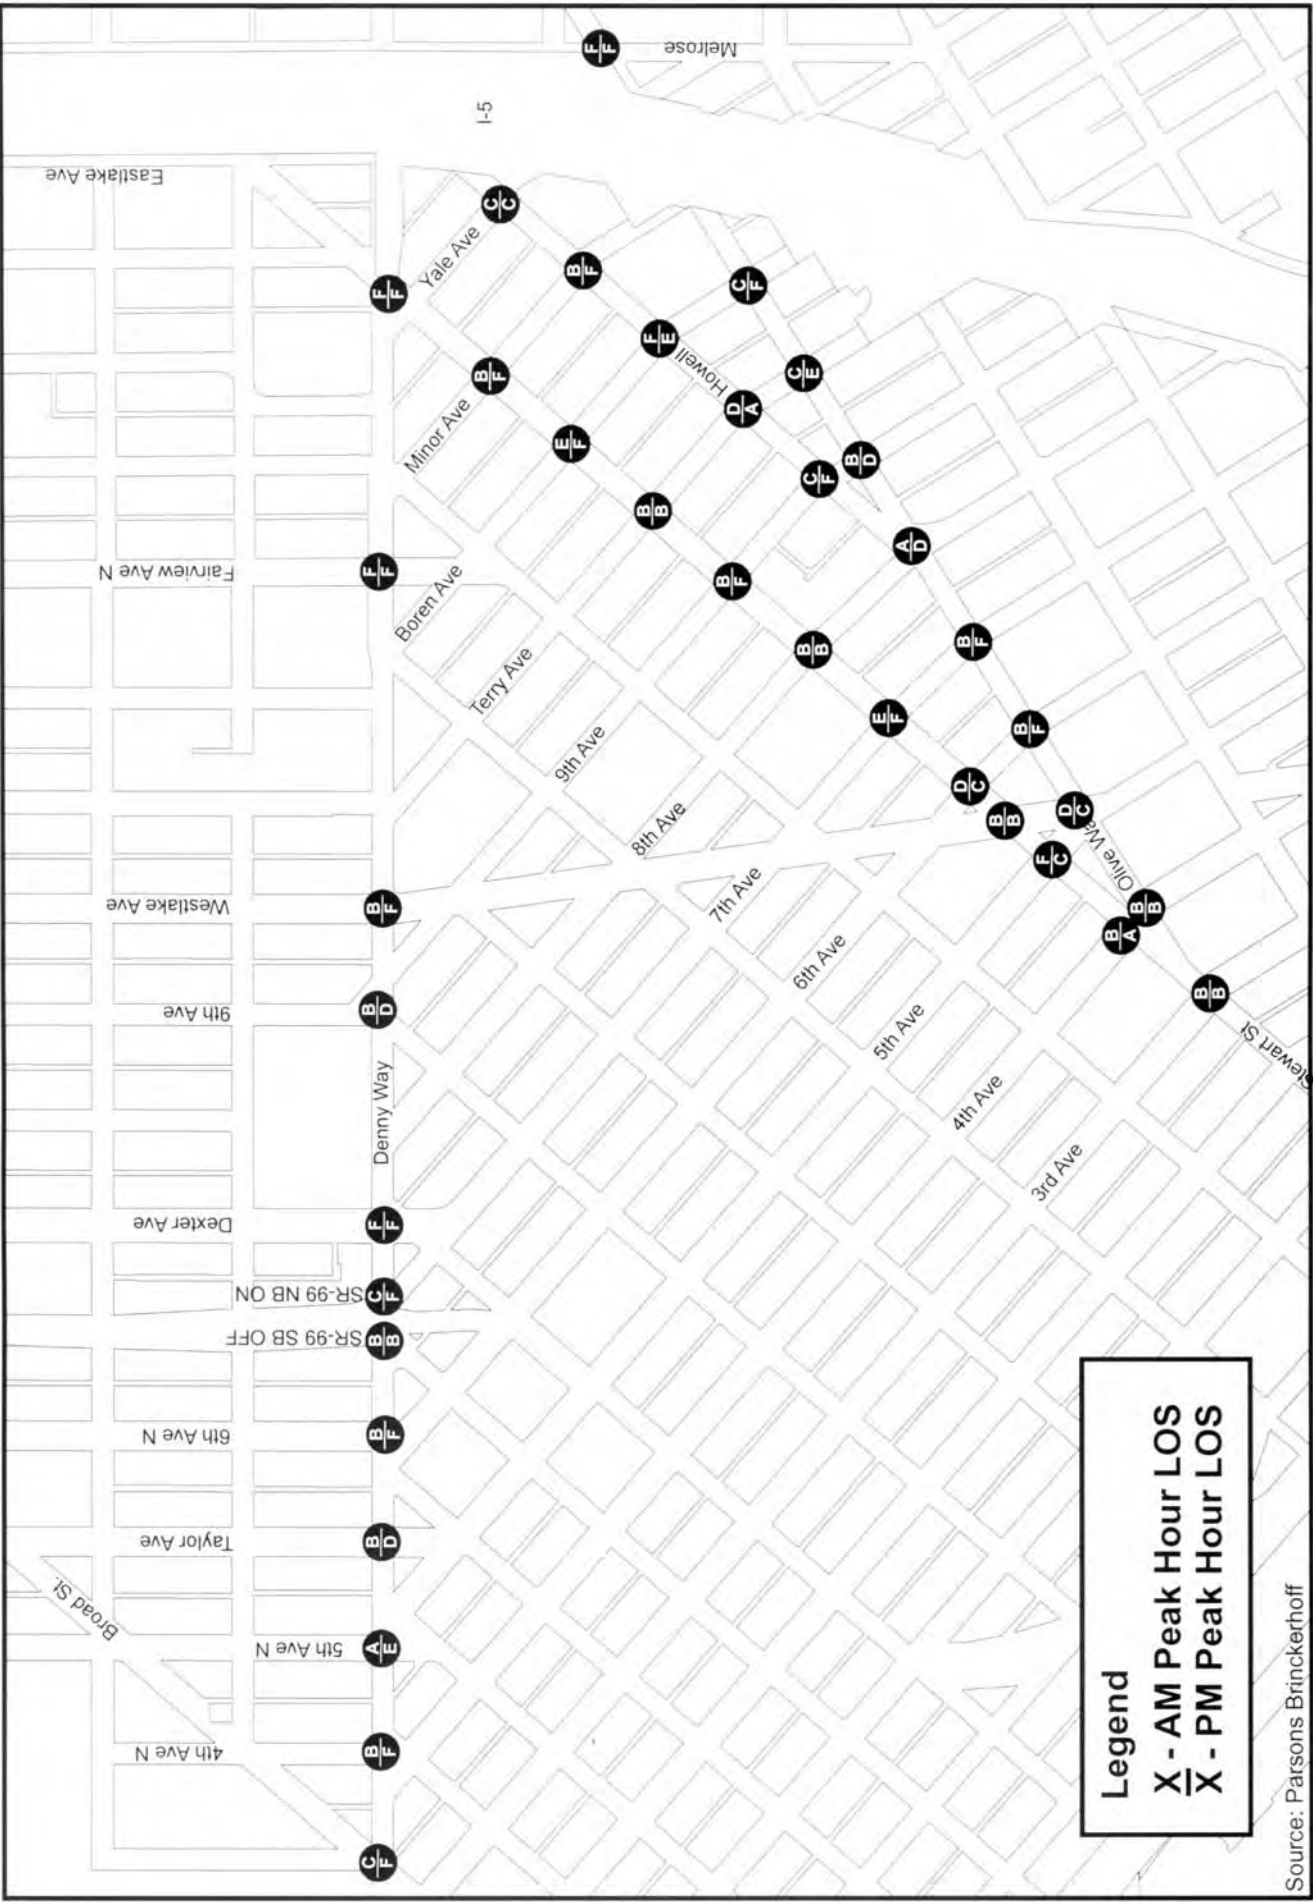 Broad St.
4th Ave N
5th Ave N
Taylor Ave
6th Ave N
SR-99 SB OFF
SR-99 NB ON
Dexter Ave
9th Ave
Westlake Ave
Fairview Ave N
Eastlake Ave
C
F
B
F
A
E
B
D
B
F
B
B
C
F
F
F
Denny Way
B
D
B
F
F
F
F
F
I-5
Melrose
F
F
Yale Ave
Minor Ave
Boren Ave
Terry Ave
9th Ave
8th Ave
7th Ave
6th Ave
5th Ave
4th Ave
3rd Ave
C
C
B
F
F
E
Howell
D
A
C
F
B
F
E
F
B
B
B
F
B
B
E
F
D
C
B
B
F
C
B
A
B
B
Stewart St
C
F
C
E
B
D
A
D
B
F
B
F
D
C
Olive Wa
B
B
Legend
X - AM Peak Hour LOS
X - PM Peak Hour LOS
Source: Parsons Brinckerhoff